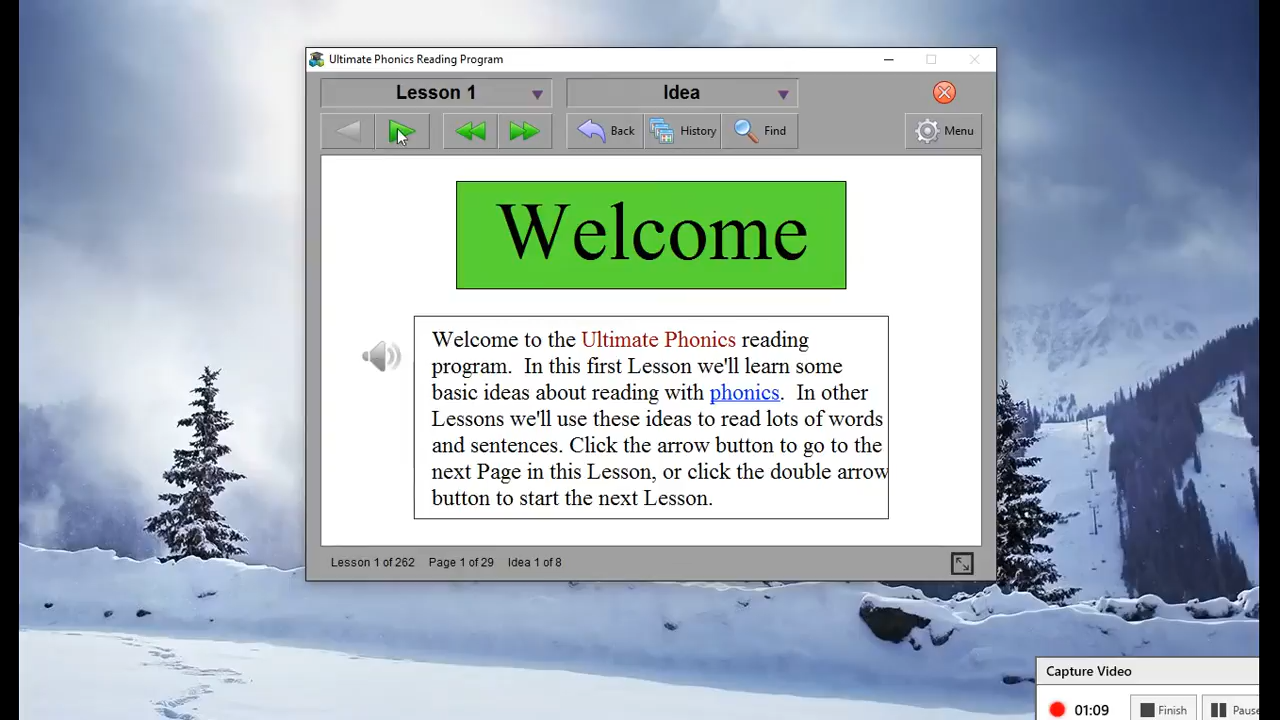 Ultimate Phonics Reading Program
Lesson 1
Idea
Back
History
Find
Menu
Welcome
Welcome to the Ultimate Phonics reading
program. In this first Lesson we'll learn some
basic ideas about reading with phonics. In other
Lessons we'll use these ideas to read lots of words
and sentences. Click the arrow button to go to the
next Page in this Lesson, or click the double arrow
button to start the next Lesson.
Lesson 1 of 262 Page 1 of 29 Idea 1 of 8
Capture Video
01:09
Finish
Pause